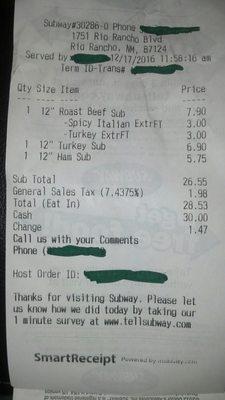 Subway#30286-0 Phone
1751 Rio Rancho Blvd
Rio Rancho, NM, 87124
Served by 12/17/2016 11:58:16 am
Term ID-Trans#
Qty Size Item Price
1 12" Roast Beef Sub 7.90
-Spicy Italian ExtrFT 3.00
-Turkey ExtrFT 3.00
1 12" Turkey Sub 6.90
1 12" Ham Sub 5.75
Sub Total 26.55
General Sales Tax (7.4375%) 1.98
Total (Eat In) 28.53
Cash 30.00
Change 1.47
Call us with your Comments
Phone (
Host Order ID:
Thanks for visiting Subway. Please let
us know how we did today by taking our
1 minute survey at www.tellsubway.com
SmartReceipt Powered by mobivity.com